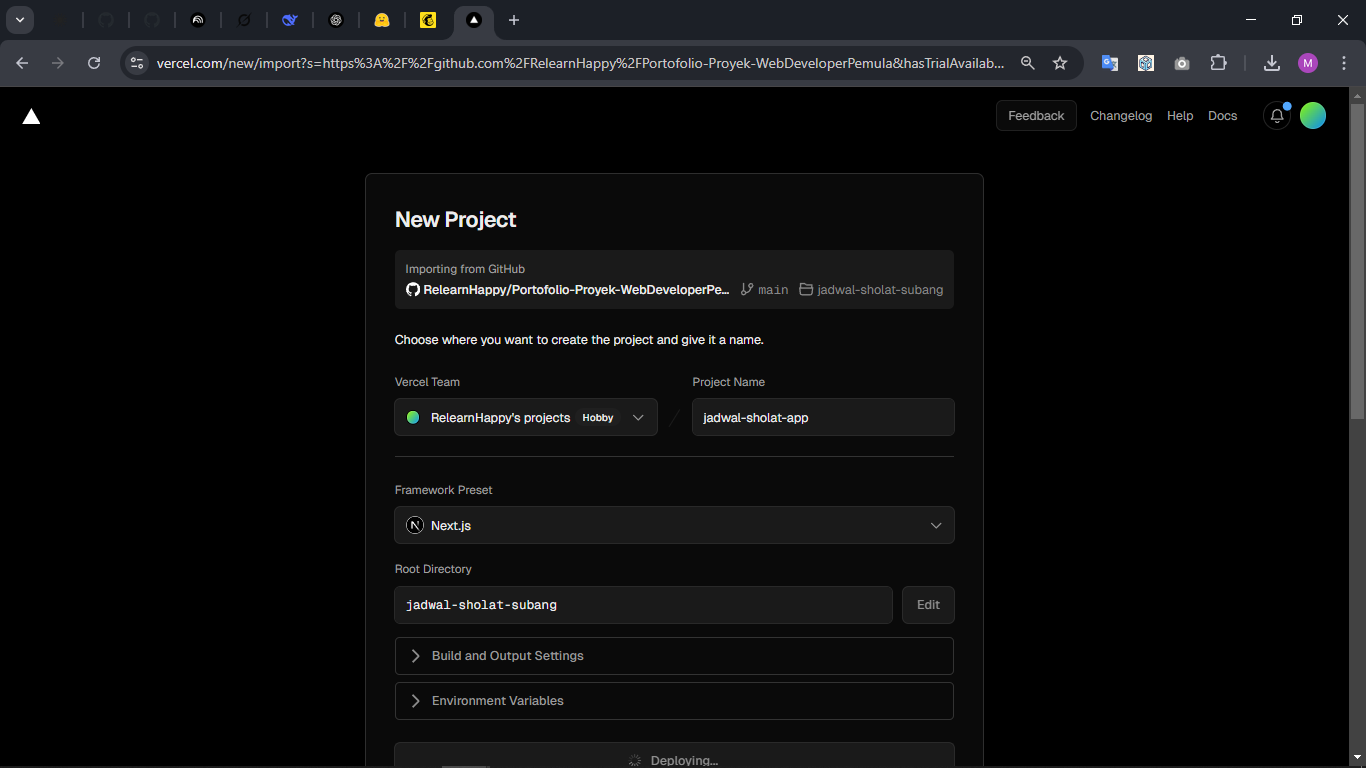 vercel.com/new/import?s=https%3A%2F%2Fgithub.com%2FRelearnHappy%2FPortofolio-Proyek-WebDeveloperPemula&hasTrialAvailab...
M
Feedback
Changelog
Help
Docs
New Project
Importing from GitHub
RelearnHappy/Portofolio-Proyek-WebDeveloperPe... main jadwal-sholat-subang
Choose where you want to create the project and give it a name.
Vercel Team
Project Name
RelearnHappy's projects Hobby
jadwal-sholat-app
Framework Preset
N Next.js
Root Directory
jadwal-sholat-subang
Edit
Build and Output Settings
Environment Variables
Deploying...